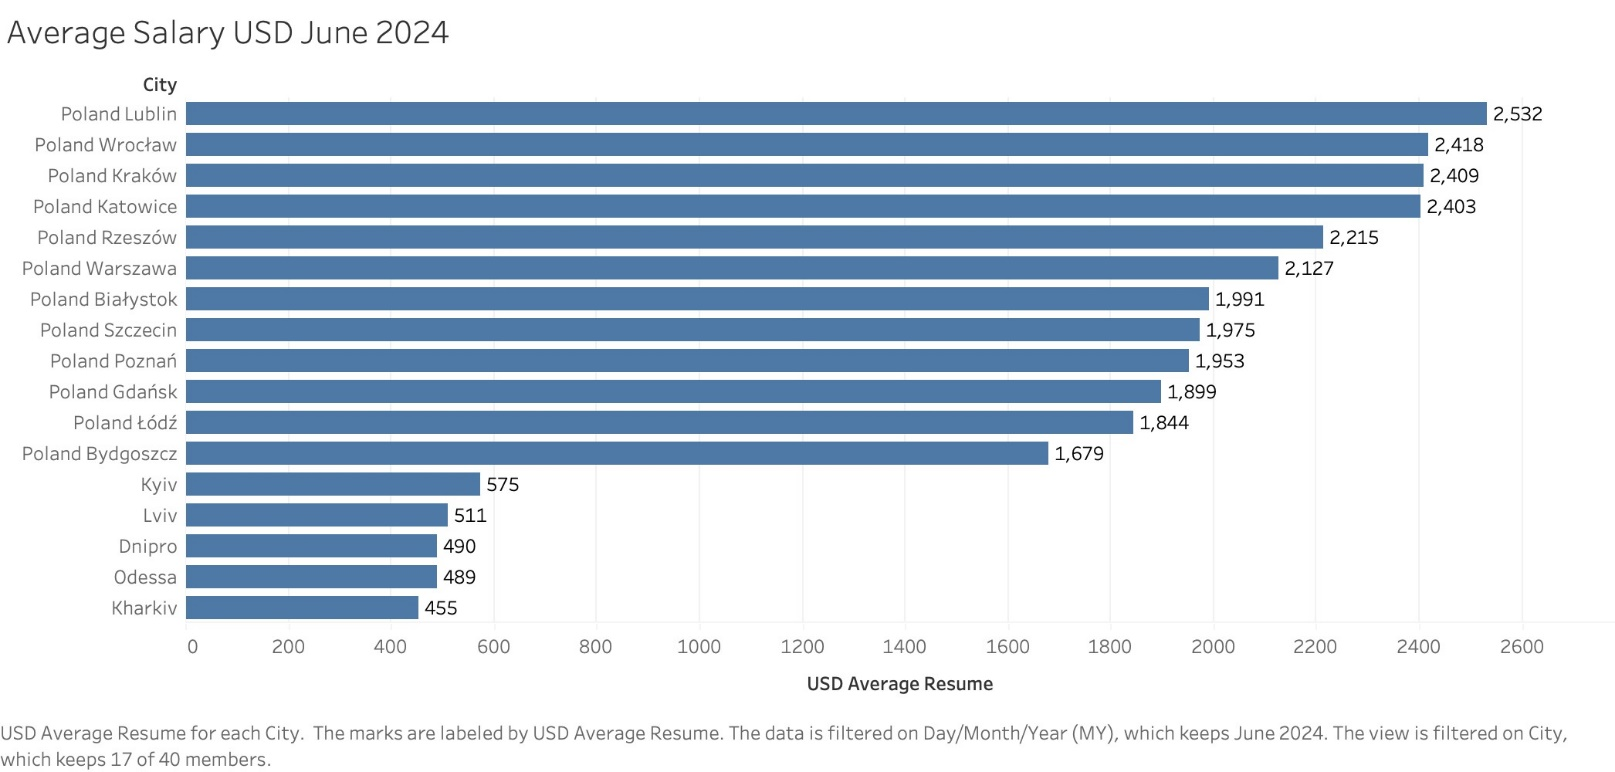 Average Salary USD June 2024
City
Poland Lublin 2,532
Poland Wrocław 2,418
Poland Kraków 2,409
Poland Katowice 2,403
Poland Rzeszów 2,215
Poland Warszawa 2,127
Poland Białystok 1,991
Poland Szczecin 1,975
Poland Poznań 1,953
Poland Gdańsk 1,899
Poland Łódź 1,844
Poland Bydgoszcz 1,679
Kyiv 575
Lviv 511
Dnipro 490
Odessa 489
Kharkiv 455
0 200 400 600 800 1000 1200 1400 1600 1800 2000 2200 2400 2600
USD Average Resume
USD Average Resume for each City.  The marks are labeled by USD Average Resume. The data is filtered on Day/Month/Year (MY), which keeps June 2024. The view is filtered on City,
which keeps 17 of 40 members.